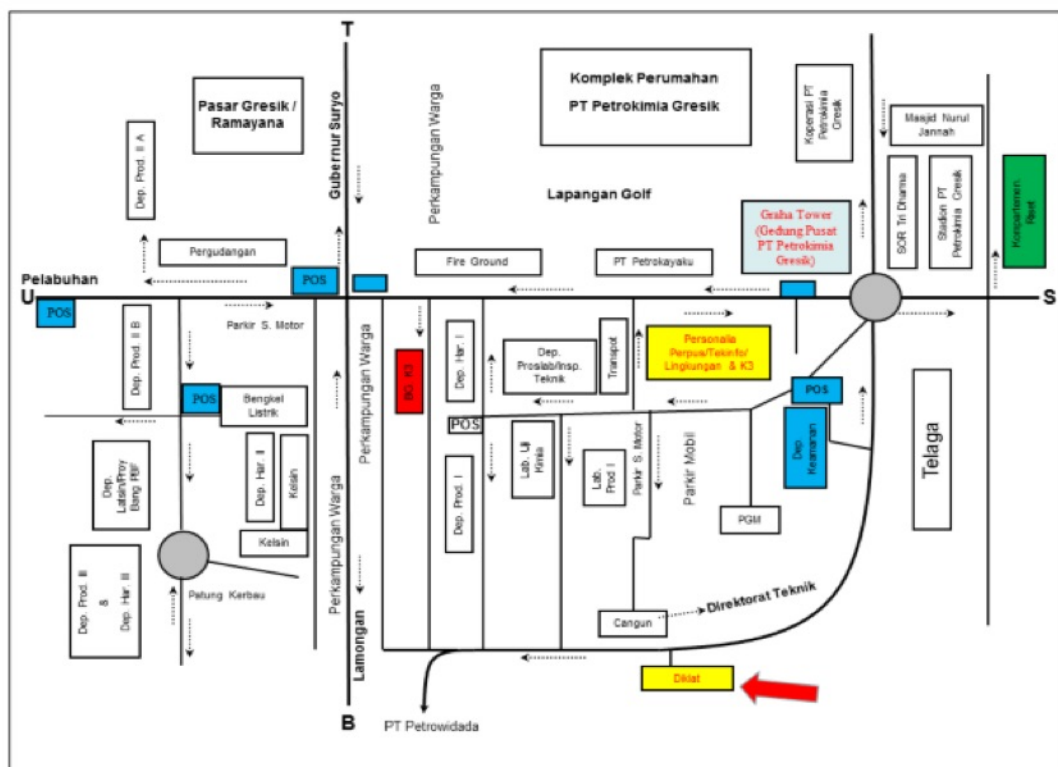 T
Komplek Perumahan
PT Petrokimia Gresik
Pasar Gresik /
Ramayana
Gubernur Suryo
Perkampungan Warga
Koperasi PT
Petrokimia
Gresik
Masjid Nurul
Jannah
Dep. Prod. II A
Lapangan Golf
SOR Tri Dharma
Stadion PT
Petrokimia Gresik
Kompartemen
Riset
Graha Tower
(Gedung Pusat
PT Petrokimia
Gresik)
Pergudangan
Fire Ground
PT Petrokayaku
Pelabuhan
POS
U
S
POS
Parkir S. Motor
Dep. Prod. II B
Perkampungan Warga
BG. K3
Dep. Har. I
Dep.
Proslab/Insp.
Teknik
Transpot
Personalia
Perpus/Tekinfo/
Lingkungan & K3
POS
POS
Bengkel
Listrik
POS
Dep.
Keamanan
Telaga
Dep.
Latsin/Proy
Bang PBF
Dep. Har. II
Kelsin
Kelsin
Perkampungan Warga
Dep. Prod. I
Lab. Uji
Kimia
Lab.
Prod I
Parkir S. Motor
Parkir Mobil
PGM
Dep. Prod. III
&
Dep. Har. III
Patung Kerbau
Lamongan
Cangun
Direktorat Teknik
Diklat
B
PT Petrowidada